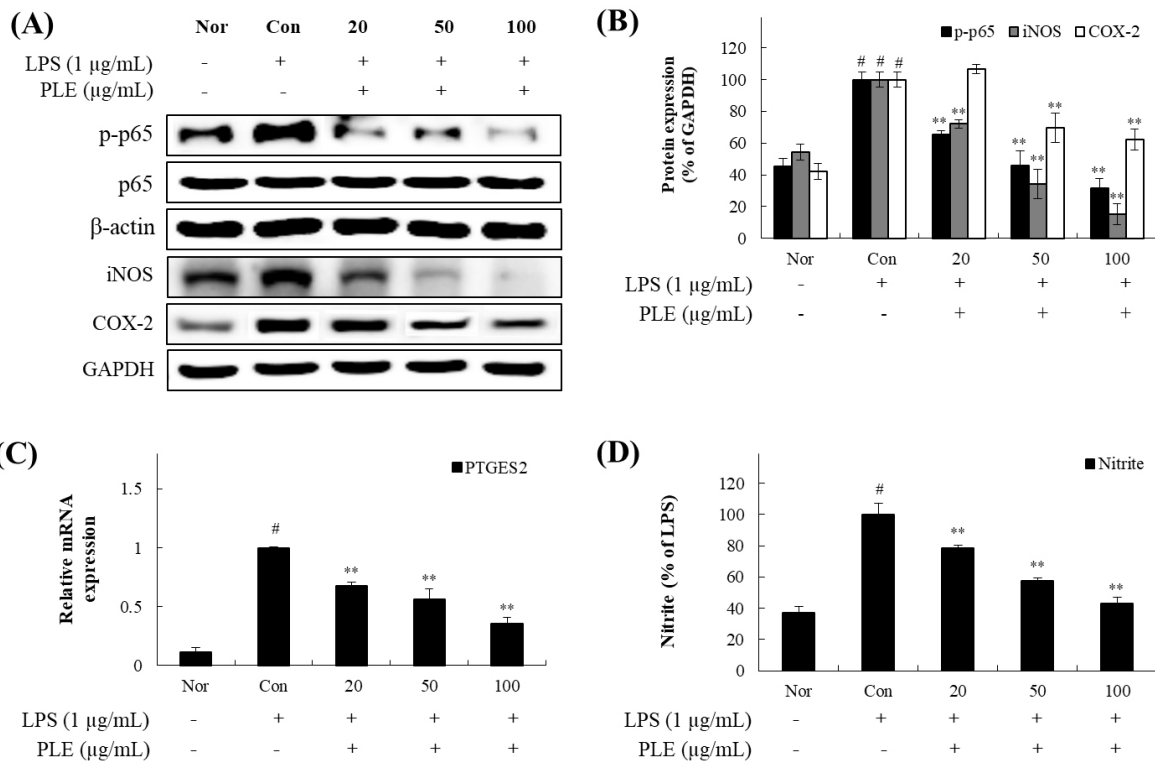 (A)
Nor Con 20 50 100
LPS (1 µg/mL) - + + + +
PLE (µg/mL) - - + + +
p-p65
p65
β-actin
iNOS
COX-2
GAPDH
(B)
p-p65 iNOS COX-2
Protein expression
(% of GAPDH)
120
100
80
60
40
20
0
# # #
** **
** ** **
** ** **
Nor Con 20 50 100
LPS (1 µg/mL) - + + + +
PLE (µg/mL) - - + + +
(C)
PTGES2
Relative mRNA
expression
1.5
1
0.5
0
#
**
**
**
Nor Con 20 50 100
LPS (1 µg/mL) - + + + +
PLE (µg/mL) - - + + +
(D)
Nitrite
Nitrite (% of LPS)
120
100
80
60
40
20
0
#
**
**
**
Nor Con 20 50 100
LPS (1 µg/mL) - + + + +
PLE (µg/mL) - - + + +